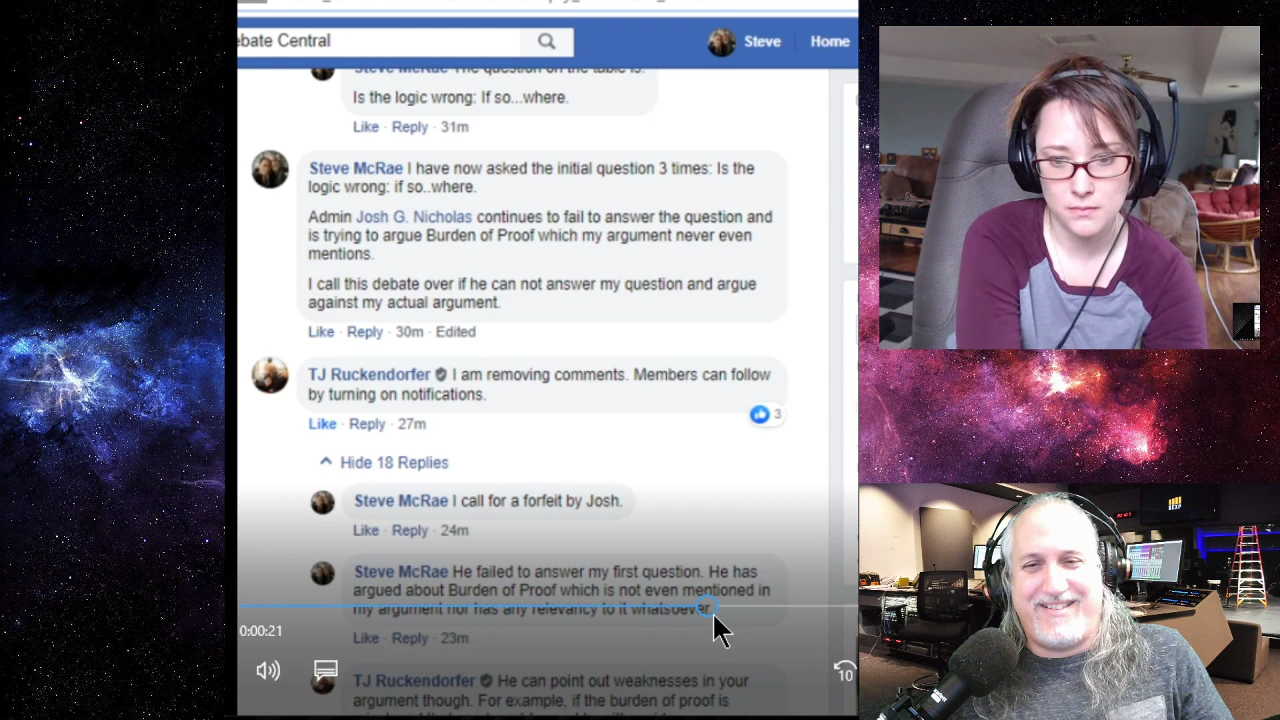 ebate Central
Steve
Home
Steve McRae The question on the table is:
Is the logic wrong: If so...where.
Like · Reply · 31m
Steve McRae I have now asked the initial question 3 times: Is the
logic wrong: if so..where.
Admin Josh G. Nicholas continues to fail to answer the question and
is trying to argue Burden of Proof which my argument never even
mentions.
I call this debate over if he can not answer my question and argue
against my actual argument.
Like · Reply · 30m · Edited
TJ Ruckendorfer I am removing comments. Members can follow
by turning on notifications.
3
Like · Reply · 27m
Hide 18 Replies
Steve McRae I call for a forfeit by Josh.
Like · Reply · 24m
Steve McRae He failed to answer my first question. He has
argued about Burden of Proof which is not even mentioned in
my argument nor has any relevancy to it whatsoever.
0:00:21
Like · Reply · 23m
10
TJ Ruckendorfer He can point out weaknesses in your
argument though. For example, if the burden of proof is